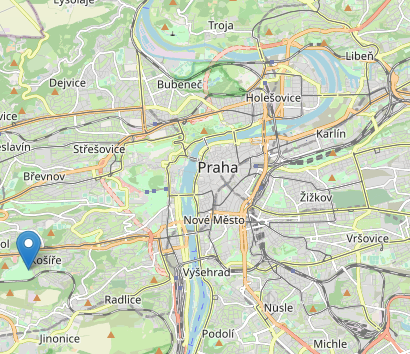 Troja
Libeň
Dejvice
Bubeneč
Holešovice
Karlín
Střešovice
Praha
Břevnov
Žižkov
Nové Město
Vršovice
Košíře
Vyšehrad
Radlice
Nusle
Jinonice
Podolí
Michle